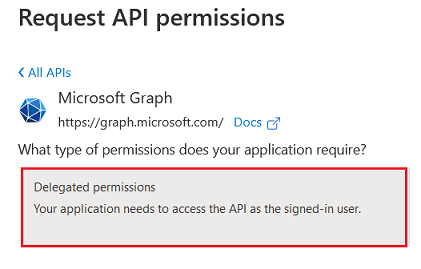 Request API permissions
All APIs
Microsoft Graph
https://graph.microsoft.com/ Docs
What type of permissions does your application require?
Delegated permissions
Your application needs to access the API as the signed-in user.